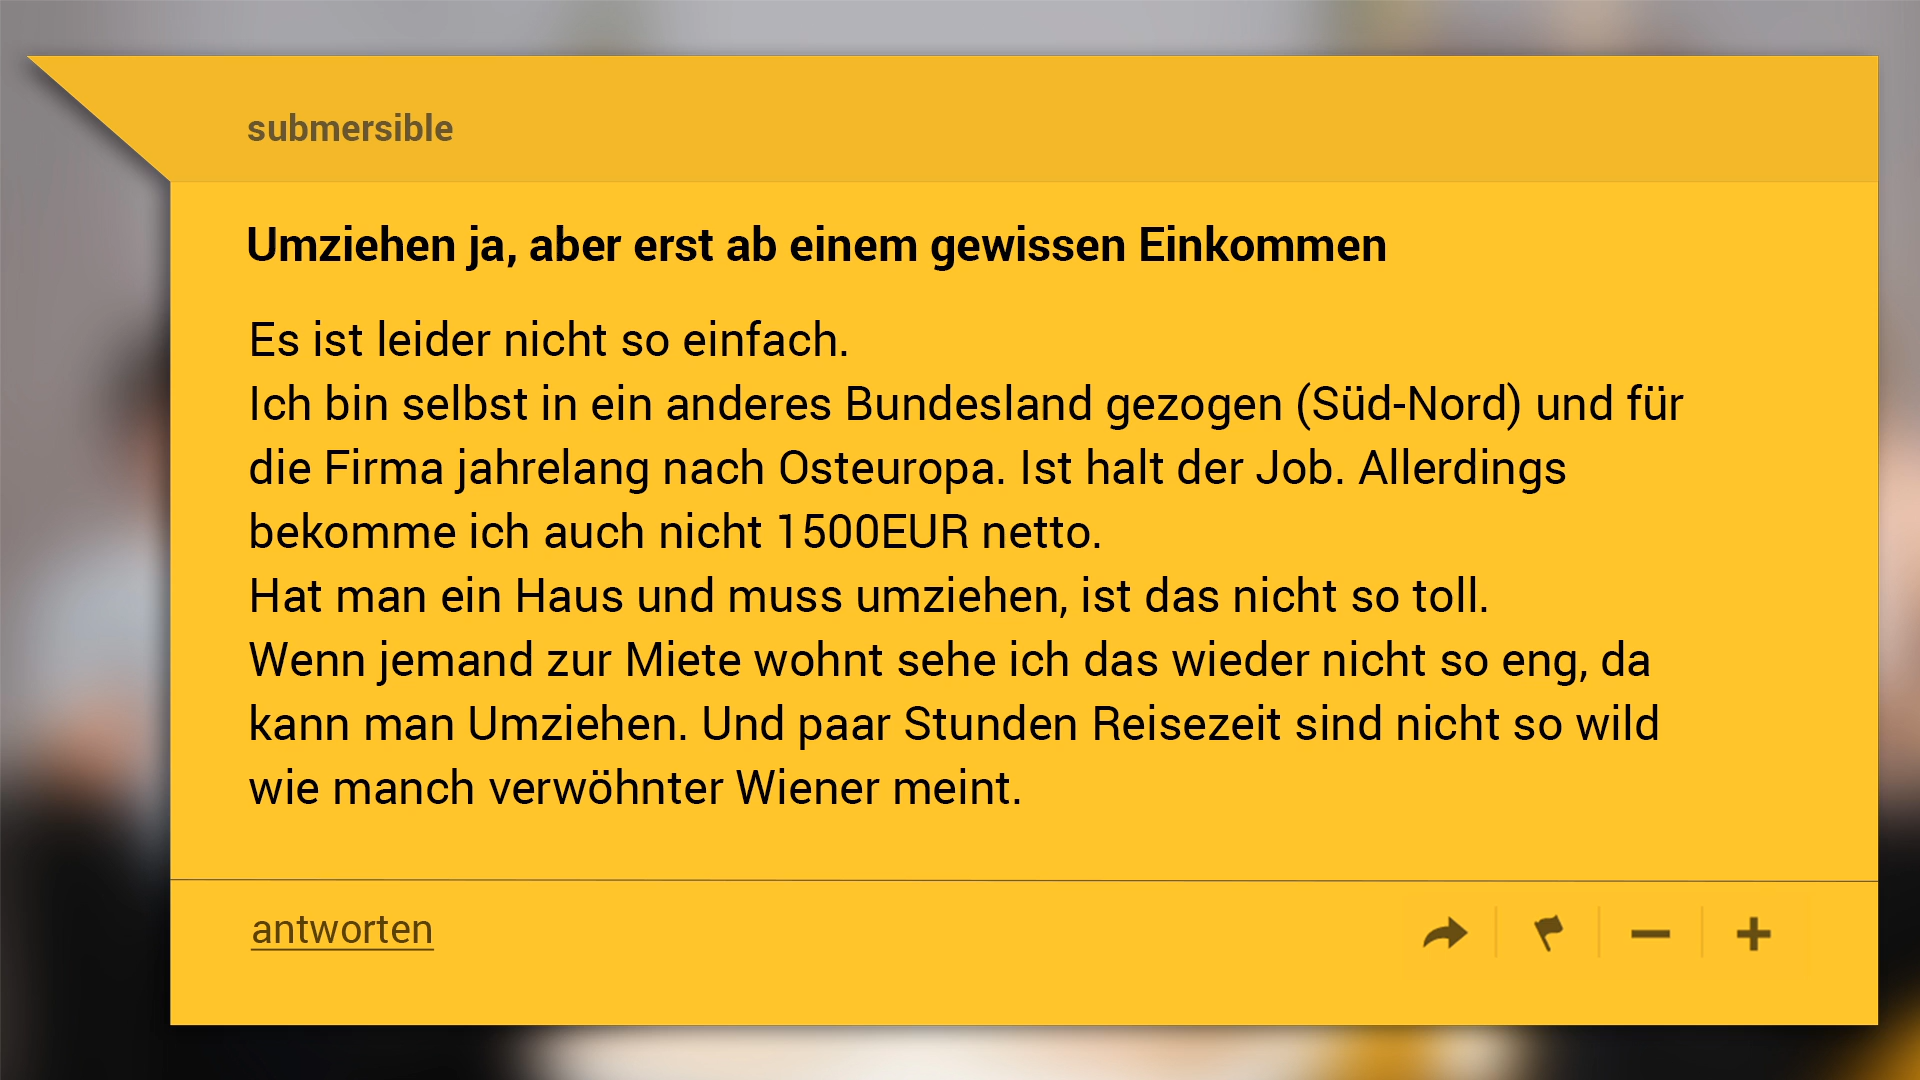 submersible
Umziehen ja, aber erst ab einem gewissen Einkommen
Es ist leider nicht so einfach.
Ich bin selbst in ein anderes Bundesland gezogen (Süd-Nord) und für
die Firma jahrelang nach Osteuropa. Ist halt der Job. Allerdings
bekomme ich auch nicht 1500EUR netto.
Hat man ein Haus und muss umziehen, ist das nicht so toll.
Wenn jemand zur Miete wohnt sehe ich das wieder nicht so eng, da
kann man Umziehen. Und paar Stunden Reisezeit sind nicht so wild
wie manch verwöhnter Wiener meint.
antworten